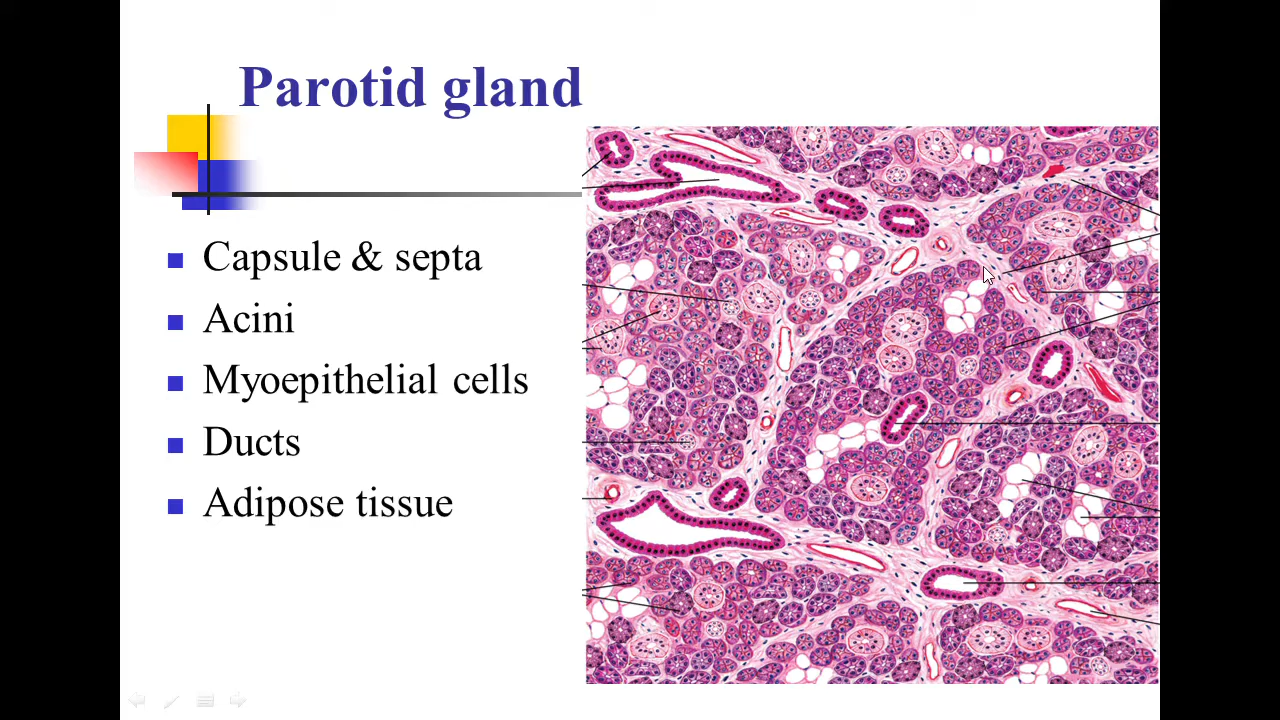 Parotid gland
Capsule & septa
Acini
Myoepithelial cells
Ducts
Adipose tissue